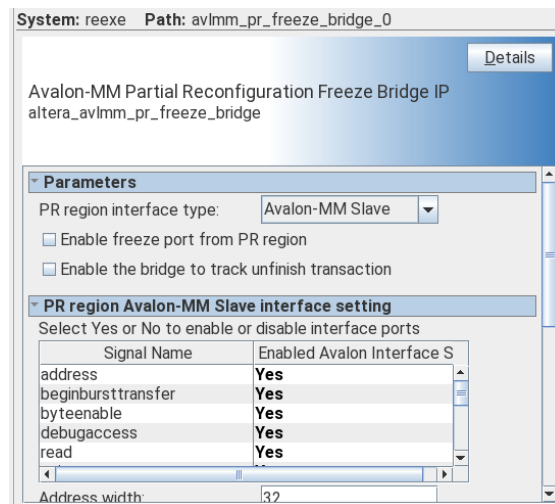 System: reexe Path: avlmm_pr_freeze_bridge_0
Details
Avalon-MM Partial Reconfiguration Freeze Bridge IP
altera_avlmm_pr_freeze_bridge
Parameters
PR region interface type: Avalon-MM Slave
Enable freeze port from PR region
Enable the bridge to track unfinish transaction
PR region Avalon-MM Slave interface setting
Select Yes or No to enable or disable interface ports
Signal Name Enabled Avalon Interface S
address Yes
beginbursttransfer Yes
byteenable Yes
debugaccess Yes
read Yes
Address width: 32